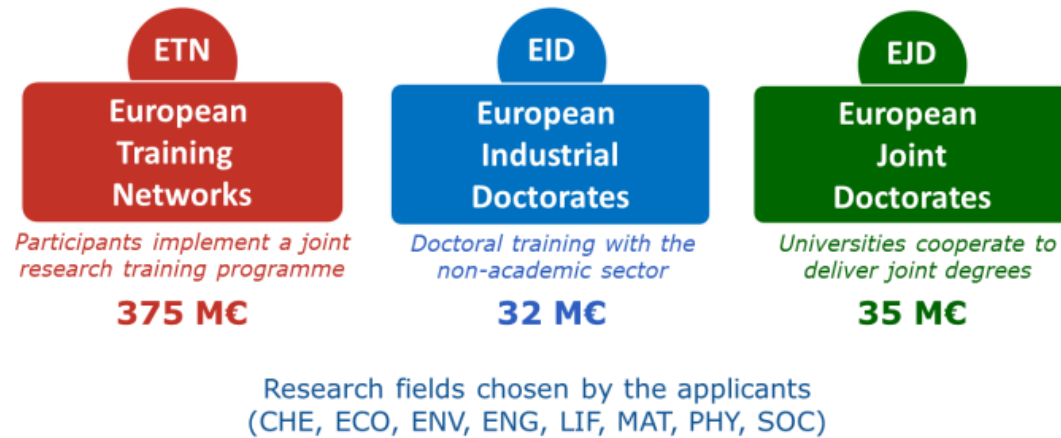 ETN
European
Training
Networks
Participants implement a joint
research training programme
375 M€
EID
European
Industrial
Doctorates
Doctoral training with the
non-academic sector
32 M€
EJD
European
Joint
Doctorates
Universities cooperate to
deliver joint degrees
35 M€
Research fields chosen by the applicants
(CHE, ECO, ENV, ENG, LIF, MAT, PHY, SOC)